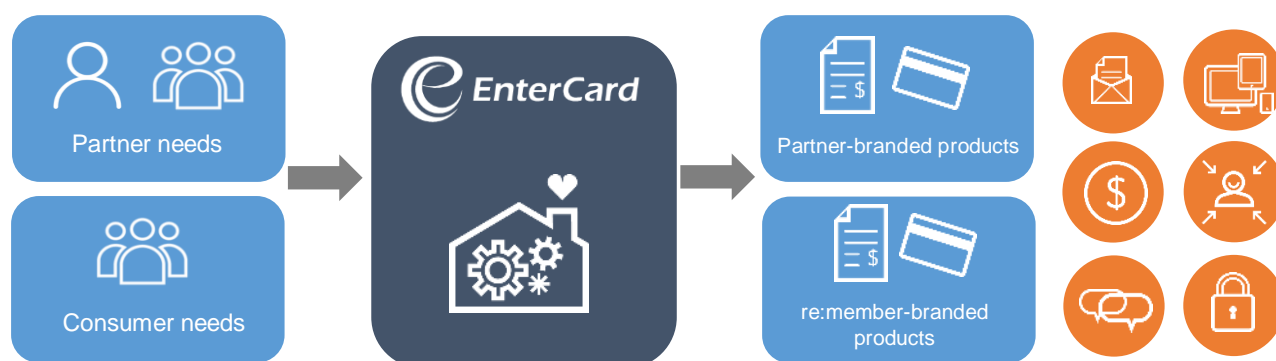 Partner needs
Consumer needs
EnterCard
Partner-branded products
$
re:member-branded
products
$
$